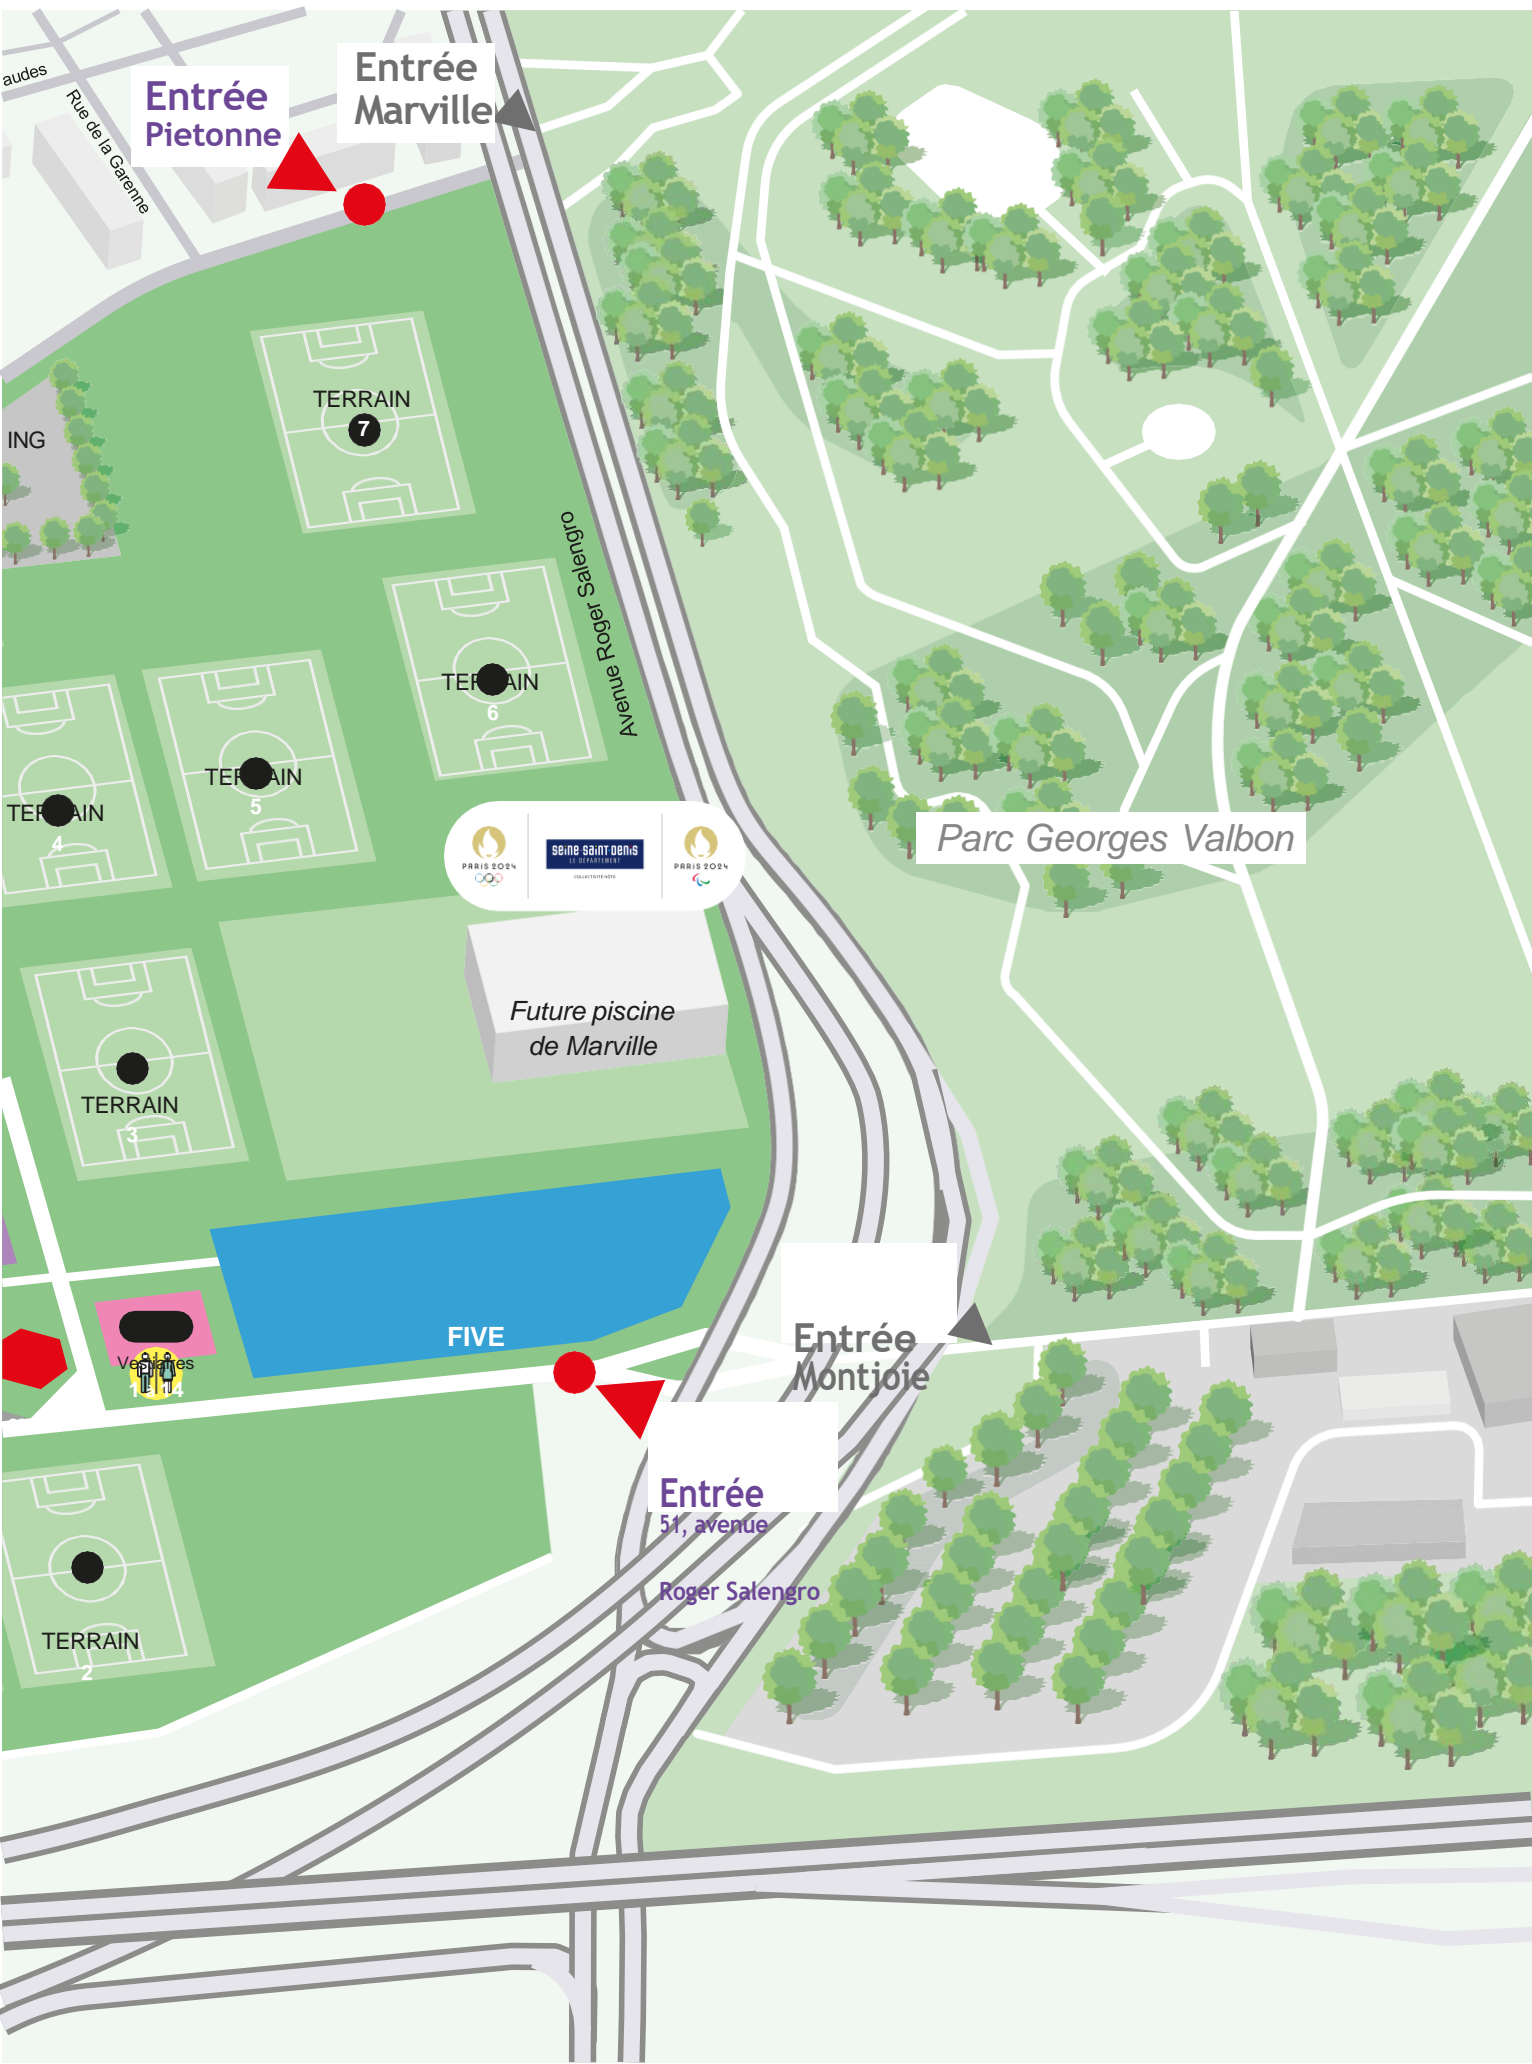 audes
Rue de la Garenne
Entrée
Pietonne
Entrée
Marville
TERRAIN
7
ING
Avenue Roger Salengro
TERRAIN
6
TERRAIN
5
TERRAIN
4
PARIS 2024
SEINE SAINT DENIS
LE DÉPARTEMENT
COLLECTIVITÉ HÔTE
PARIS 2024
Parc Georges Valbon
Future piscine
de Marville
TERRAIN
3
FIVE
Vestiaires
Entrée
Montjoie
Entrée
51, avenue
Roger Salengro
TERRAIN
2